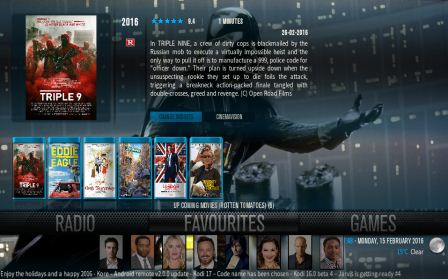 2016
9.4
1 MINUTES
26-02-2016
R
In TRIPLE NINE, a crew of dirty cops is blackmailed by the
Russian mob to execute a virtually impossible heist and the
only way to pull it off is to manufacture a 999, police code for
"officer down." Their plan is turned upside down when the
unsuspecting rookie they set up to die foils the attack,
triggering a breakneck action-packed finale tangled with
double-crosses, greed and revenge. (C) Open Road Films
TRIPLE 9
CHANGE WIDGETS
CINEMAVISION
TRIPLE 9
EDDIE
EAGLE
UP COMING MOVIES (ROTTEN TOMATOES) (6)
RADIO
FAVOURITES
GAMES
- MONDAY, 15 FEBRUARY 2016
15°C Clear
Enjoy the holidays and a happy 2016 - Kore - Android remote v2.0.0 update - Kodi 17 - Code name has been chosen - Kodi 16.0 beta 4 - Jarvis is getting ready #4